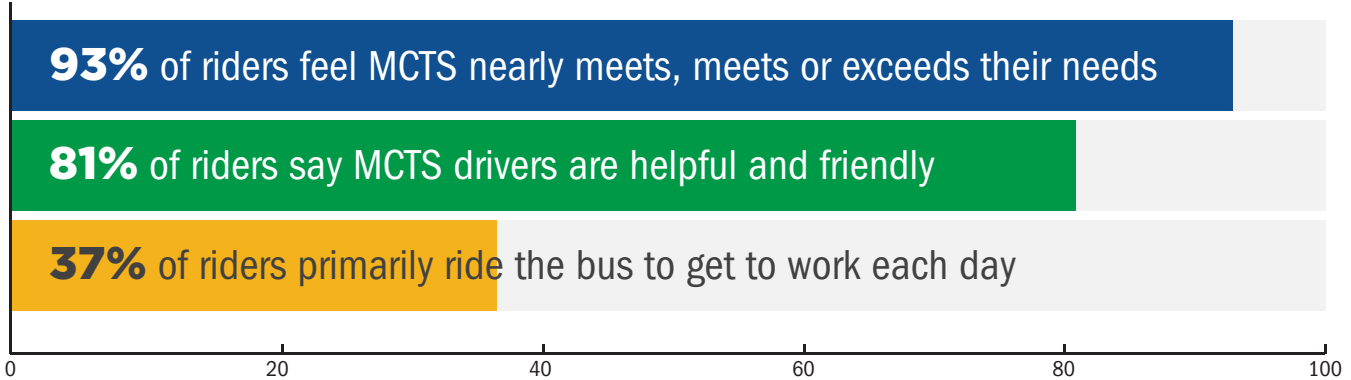 93% of riders feel MCTS nearly meets, meets or exceeds their needs
81% of riders say MCTS drivers are helpful and friendly
37% of riders primarily ride the bus to get to work each day
0 20 40 60 80 100